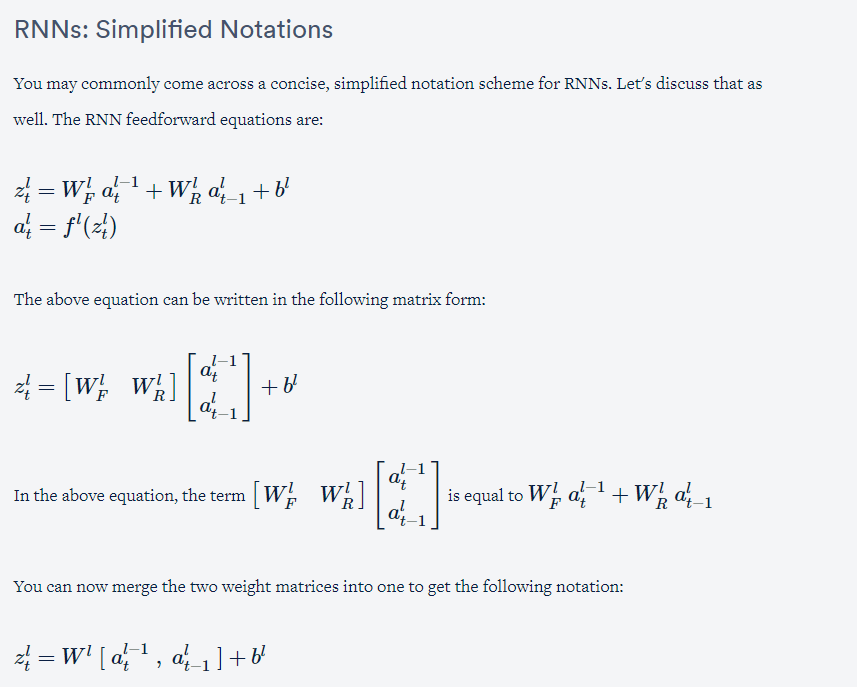 RNNs: Simplified Notations
You may commonly come across a concise, simplified notation scheme for RNNs. Let's discuss that as
well. The RNN feedforward equations are:
$z_t^l = W_F^l \, a_t^{l-1} + W_R^l \, a_{t-1}^l + b^l$
$a_t^l = f^l(z_t^l)$
The above equation can be written in the following matrix form:
$z_t^l = \begin{bmatrix} W_F^l & W_R^l \end{bmatrix} \begin{bmatrix} a_t^{l-1} \\ a_{t-1}^l \end{bmatrix} + b^l$
In the above equation, the term $\begin{bmatrix} W_F^l & W_R^l \end{bmatrix} \begin{bmatrix} a_t^{l-1} \\ a_{t-1}^l \end{bmatrix}$ is equal to $W_F^l \, a_t^{l-1} + W_R^l \, a_{t-1}^l$
You can now merge the two weight matrices into one to get the following notation:
$z_t^l = W^l \, [\, a_t^{l-1} \, , \, a_{t-1}^l \,] + b^l$